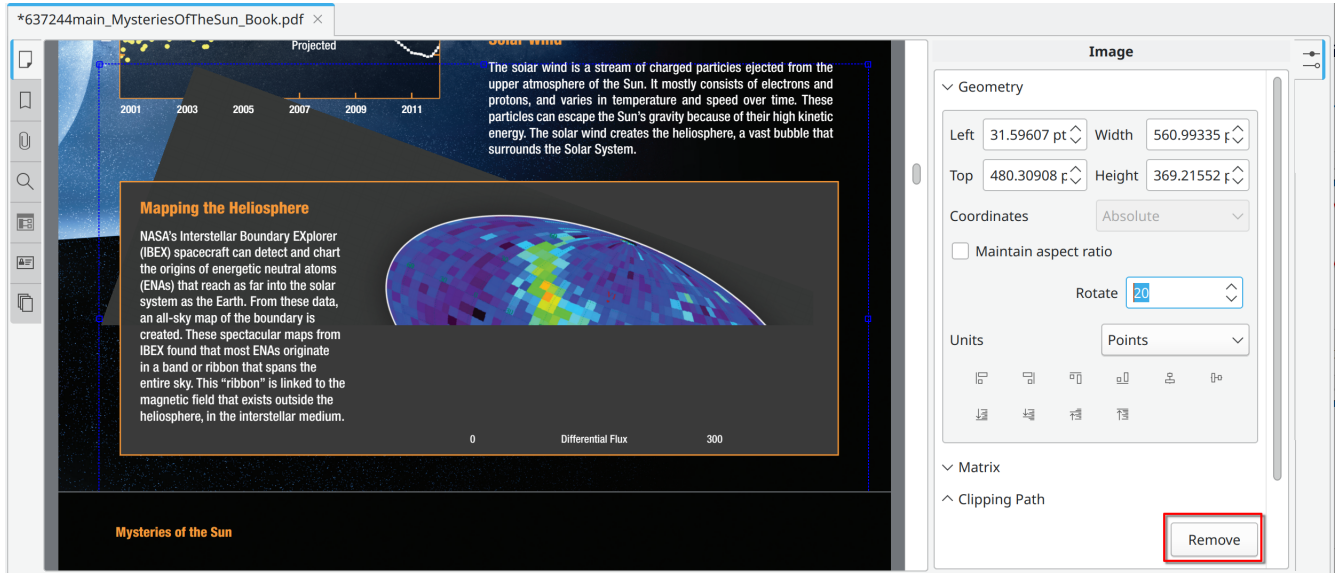 *637244main_MysteriesOfTheSun_Book.pdf
Projected
2001 2003 2005 2007 2009 2011
Solar Wind
The solar wind is a stream of charged particles ejected from the
upper atmosphere of the Sun. It mostly consists of electrons and
protons, and varies in temperature and speed over time. These
particles can escape the Sun's gravity because of their high kinetic
energy. The solar wind creates the heliosphere, a vast bubble that
surrounds the Solar System.
Mapping the Heliosphere
NASA's Interstellar Boundary EXplorer
(IBEX) spacecraft can detect and chart
the origins of energetic neutral atoms
(ENAs) that reach as far into the solar
system as the Earth. From these data,
an all-sky map of the boundary is
created. These spectacular maps from
IBEX found that most ENAs originate
in a band or ribbon that spans the
entire sky. This “ribbon” is linked to the
magnetic field that exists outside the
heliosphere, in the interstellar medium.
0 Differential Flux 300
Mysteries of the Sun
Image
Geometry
Left 31.59607 pt Width 560.99335 p
Top 480.30908 p Height 369.21552 p
Coordinates Absolute
Maintain aspect ratio
Rotate 20
Units Points
Matrix
Clipping Path
Remove